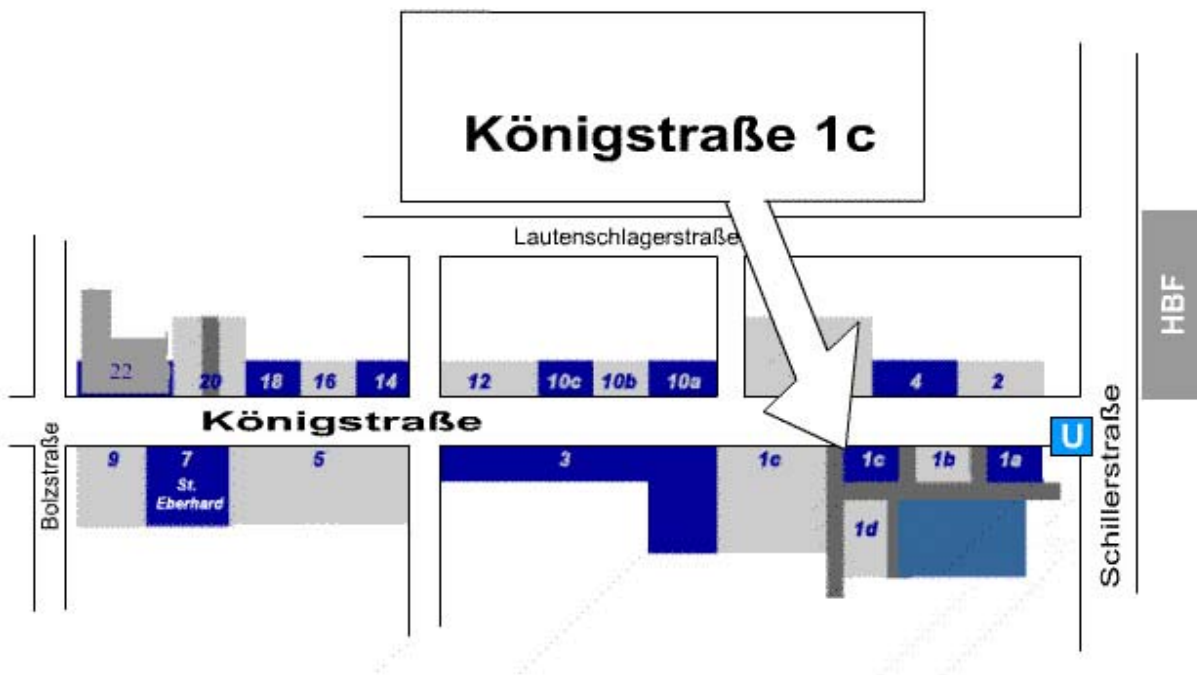 Königstraße 1c
Lautenschlagerstraße
HBF
22
20
18
16
14
12
10c
10b
10a
4
2
Königstraße
U
Schillerstraße
Bolzstraße
9
7
St.
Eberhard
5
3
1e
1c
1b
1a
1d